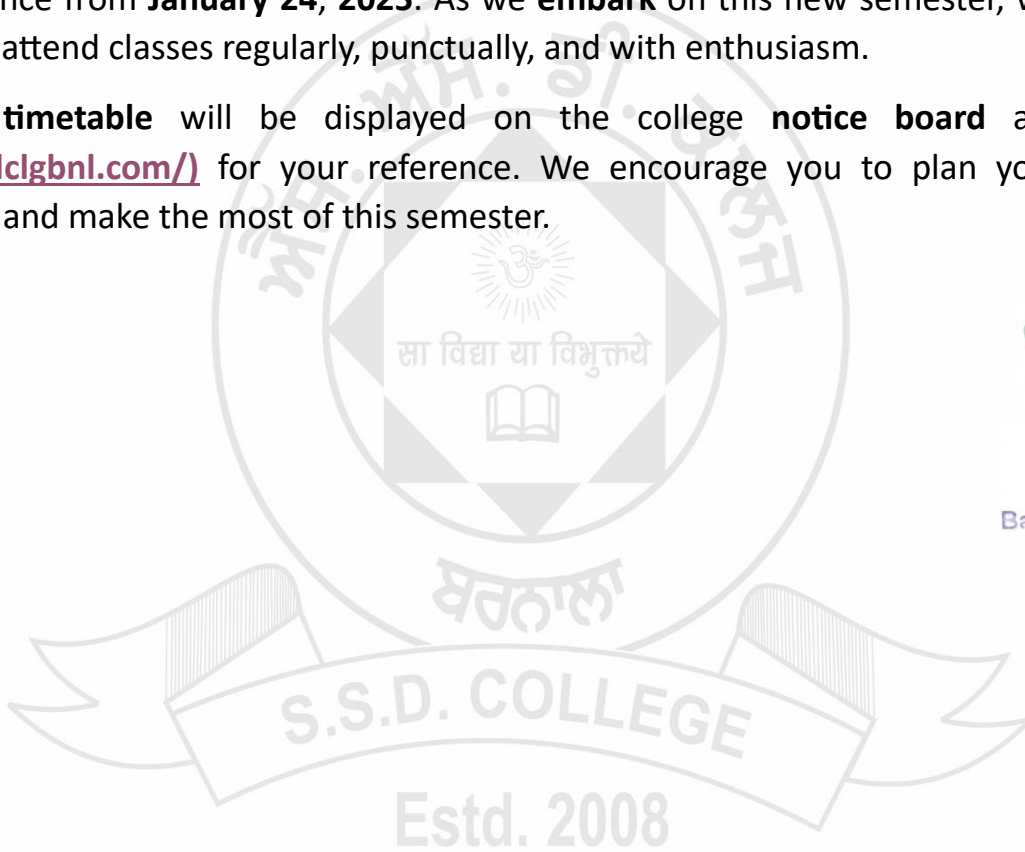 nce from January 24, 2025. As we embark on this new semester, w
attend classes regularly, punctually, and with enthusiasm.
timetable will be displayed on the college notice board a
lclgbnl.com/) for your reference. We encourage you to plan yo
and make the most of this semester.
ਐੱਸ. ਐੱਸ. ਡੀ. ਕਾਲਜ
ॐ
सा विद्या या विभुक्तये
Ba
ਬਰਨਾਲਾ
S.S.D. COLLEGE
Estd. 2008